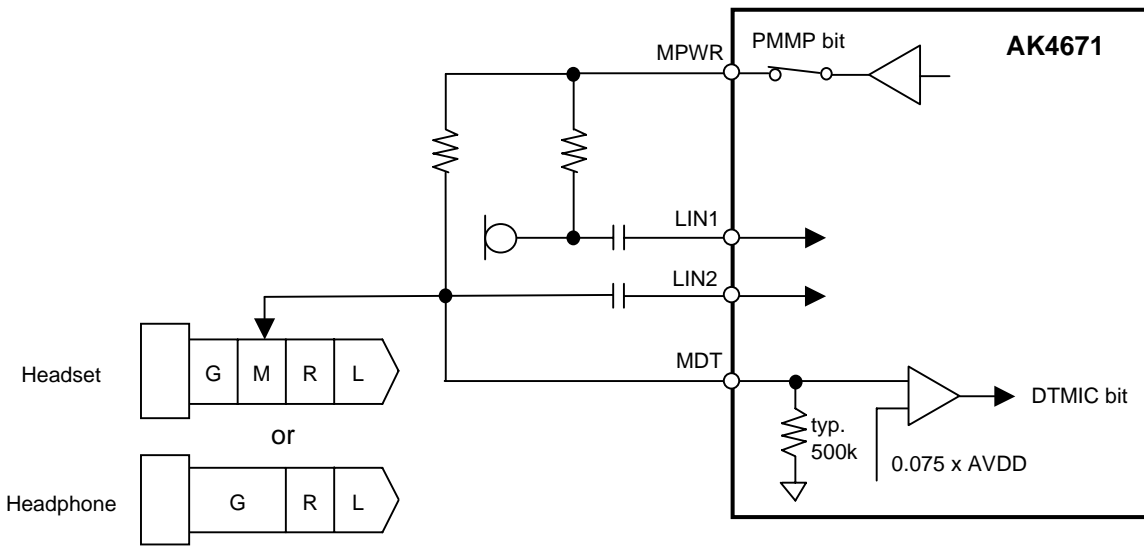 PMMP bit
AK4671
MPWR
LIN1
LIN2
MDT
Headset
G M R L
or
Headphone
G R L
typ.
500k
DTMIC bit
0.075 x AVDD